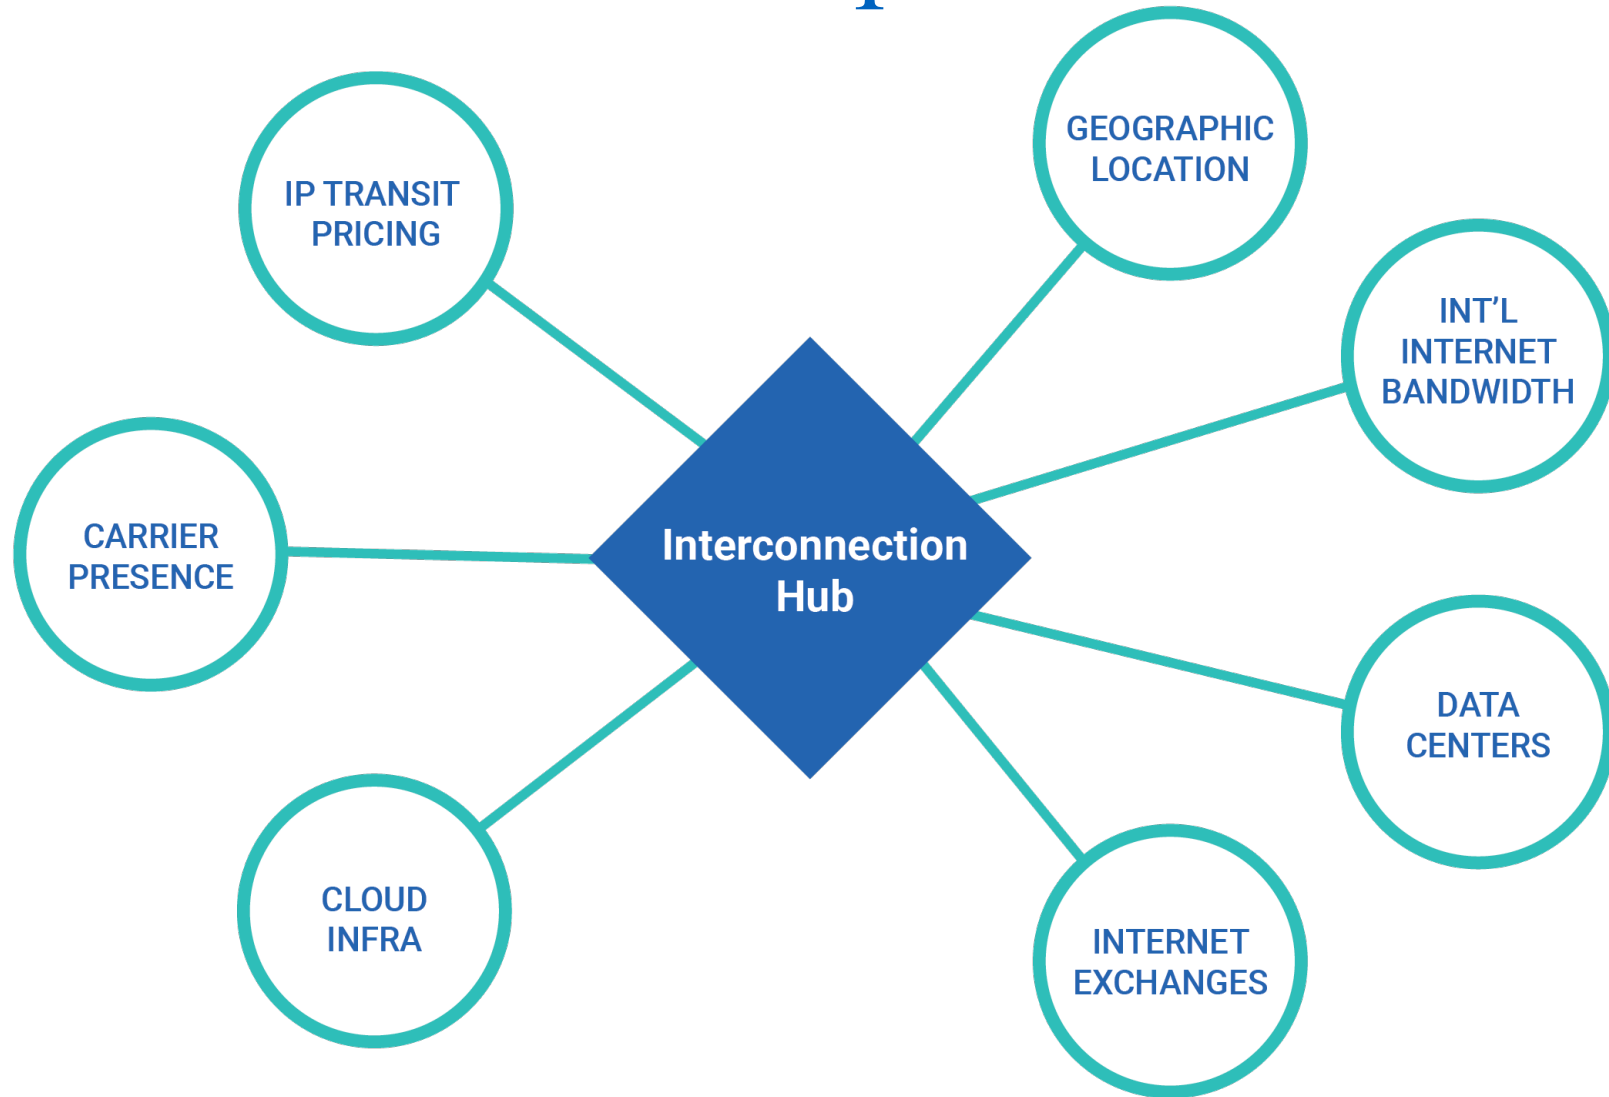 GEOGRAPHIC
LOCATION
IP TRANSIT
PRICING
INT’L
INTERNET
BANDWIDTH
CARRIER
PRESENCE
Interconnection
Hub
DATA
CENTERS
CLOUD
INFRA
INTERNET
EXCHANGES